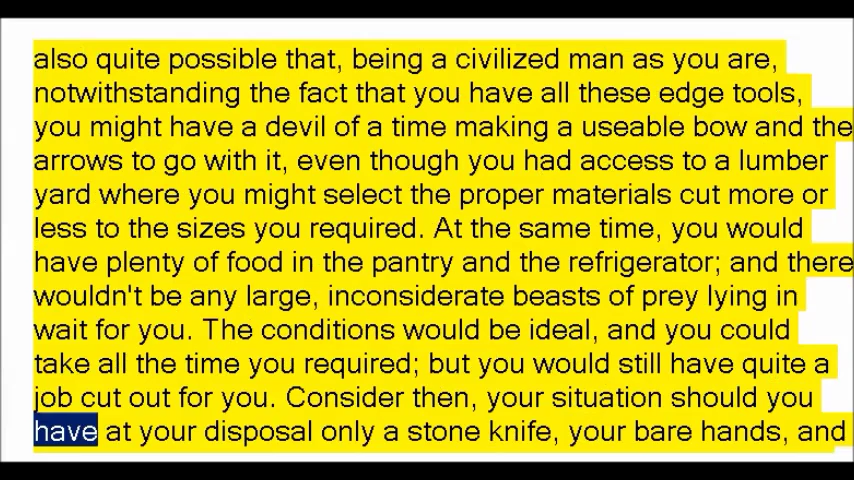 also quite possible that, being a civilized man as you are,
notwithstanding the fact that you have all these edge tools,
you might have a devil of a time making a useable bow and the
arrows to go with it, even though you had access to a lumber
yard where you might select the proper materials cut more or
less to the sizes you required. At the same time, you would
have plenty of food in the pantry and the refrigerator; and there
wouldn't be any large, inconsiderate beasts of prey lying in
wait for you. The conditions would be ideal, and you could
take all the time you required; but you would still have quite a
job cut out for you. Consider then, your situation should you
have at your disposal only a stone knife, your bare hands, and